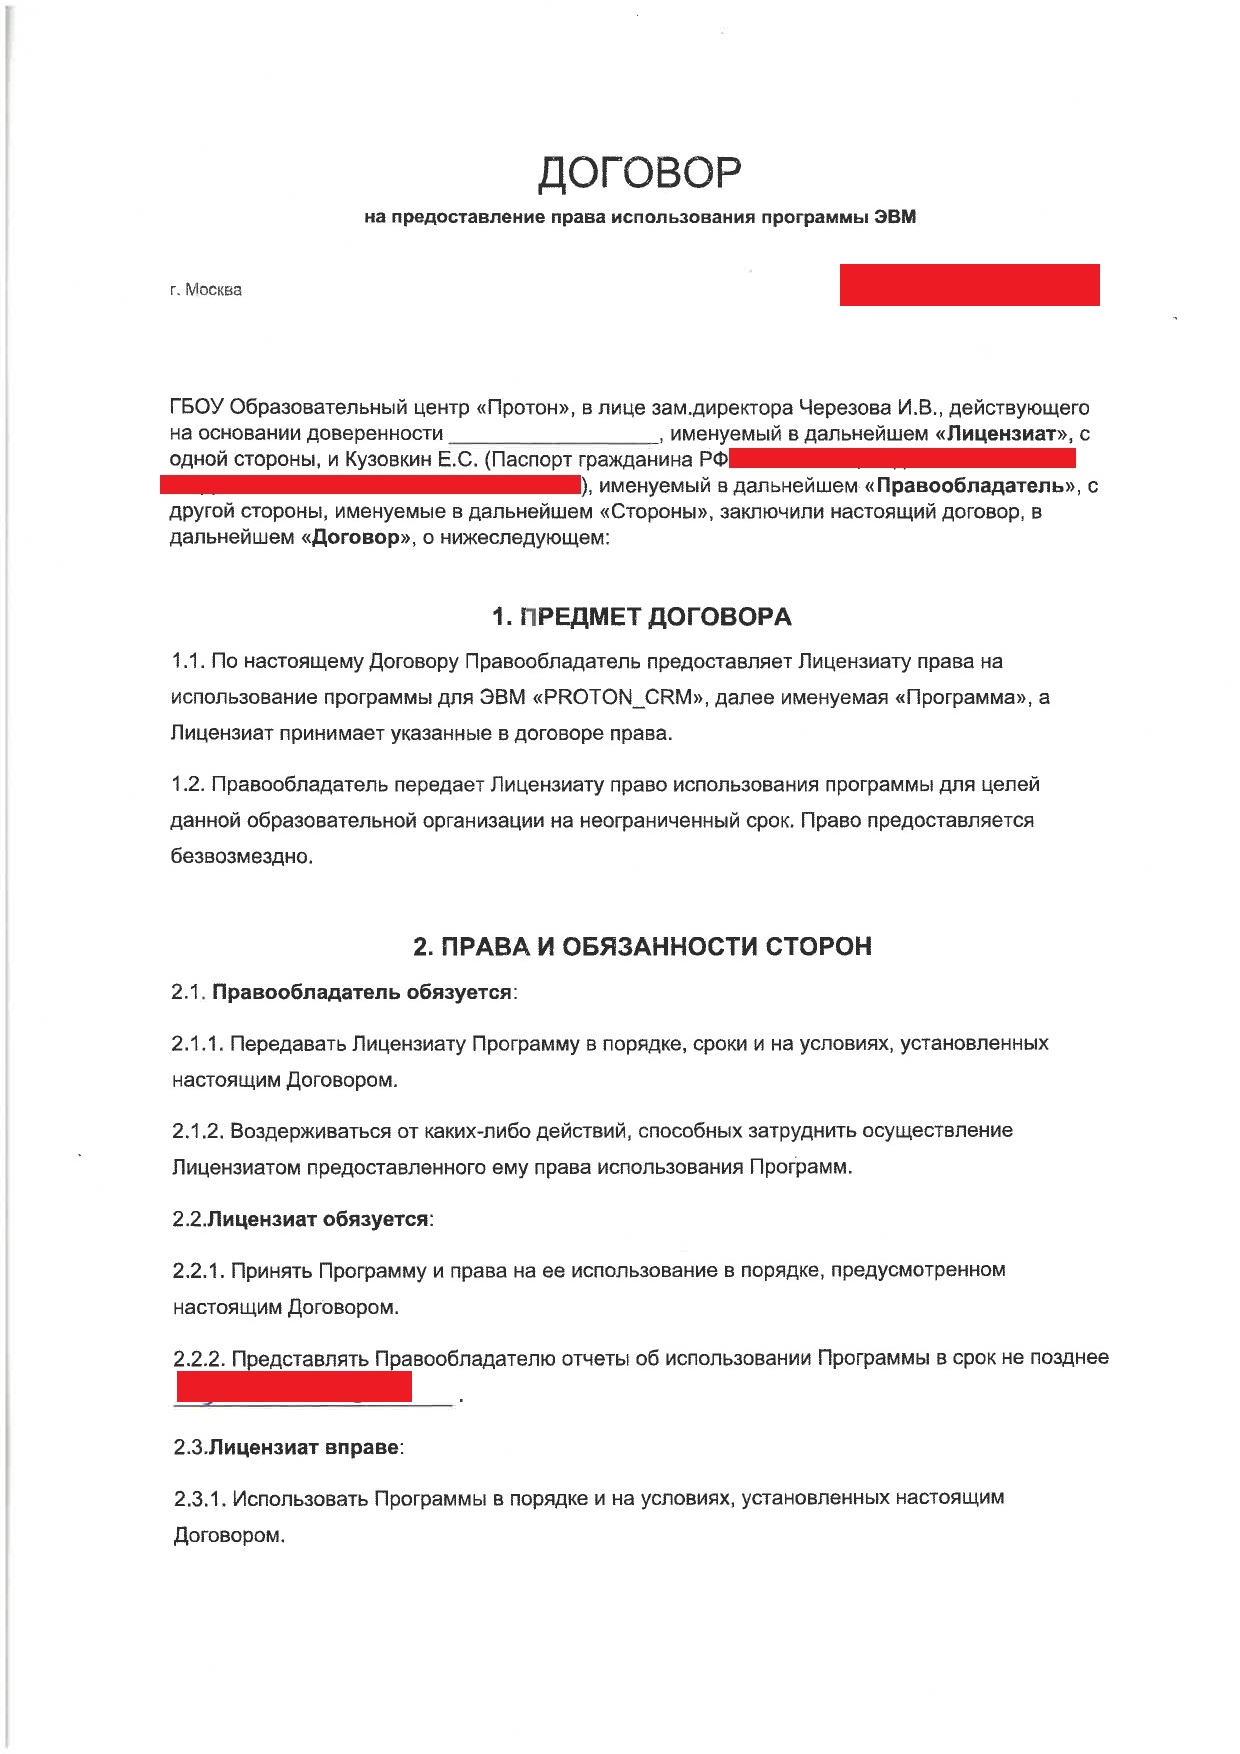 ДОГОВОР
на предоставление права использования программы ЭВМ
г. Москва
ГБОУ Образовательный центр «Протон», в лице зам.директора Черезова И.В., действующего
на основании доверенности ___________________, именуемый в дальнейшем «Лицензиат», с
одной стороны, и Кузовкин Е.С. (Паспорт гражданина РФ
), именуемый в дальнейшем «Правообладатель», с
другой стороны, именуемые в дальнейшем «Стороны», заключили настоящий договор, в
дальнейшем «Договор», о нижеследующем:
1. ПРЕДМЕТ ДОГОВОРА
1.1. По настоящему Договору Правообладатель предоставляет Лицензиату права на
использование программы для ЭВМ «PROTON_CRM», далее именуемая «Программа», а
Лицензиат принимает указанные в договоре права.
1.2. Правообладатель передает Лицензиату право использования программы для целей
данной образовательной организации на неограниченный срок. Право предоставляется
безвозмездно.
2. ПРАВА И ОБЯЗАННОСТИ СТОРОН
2.1. Правообладатель обязуется:
2.1.1. Передавать Лицензиату Программу в порядке, сроки и на условиях, установленных
настоящим Договором.
2.1.2. Воздерживаться от каких-либо действий, способных затруднить осуществление
Лицензиатом предоставленного ему права использования Программ.
2.2.Лицензиат обязуется:
2.2.1. Принять Программу и права на ее использование в порядке, предусмотренном
настоящим Договором.
2.2.2. Представлять Правообладателю отчеты об использовании Программы в срок не позднее
_________________________ .
2.3.Лицензиат вправе:
2.3.1. Использовать Программы в порядке и на условиях, установленных настоящим
Договором.